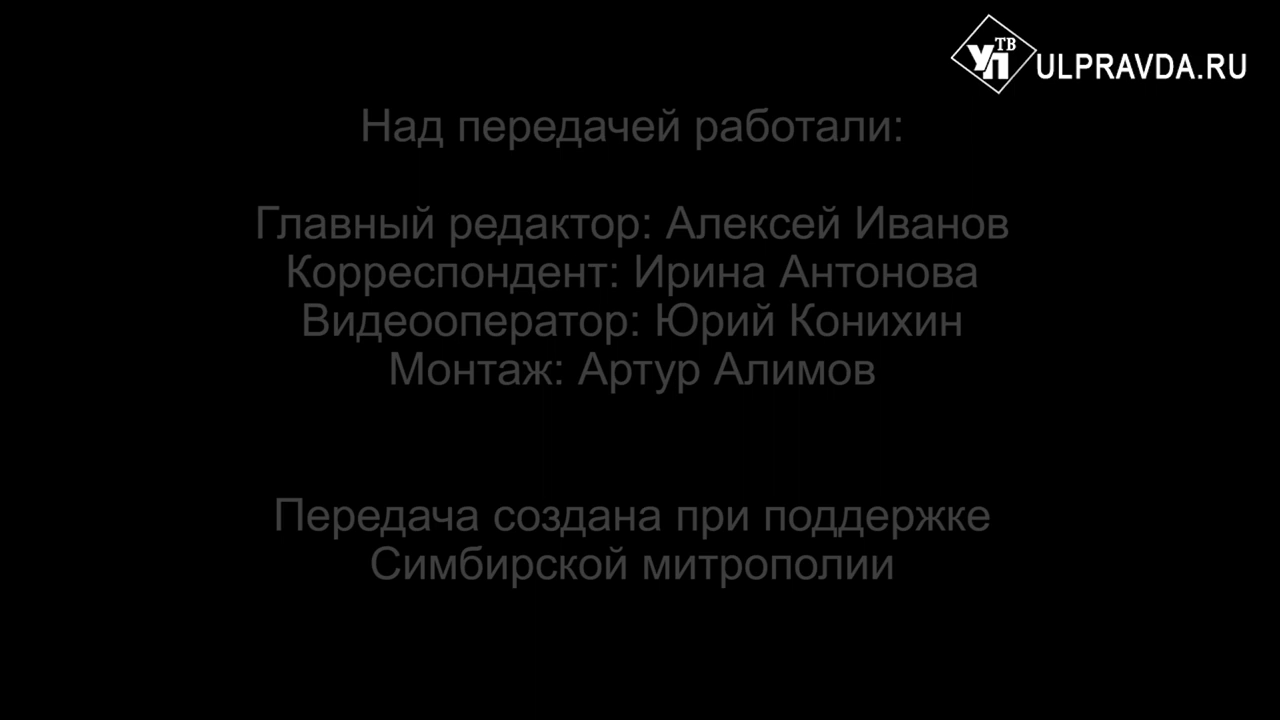 ТВ
УП ULPRAVDA.RU
Над передачей работали:
Главный редактор: Алексей Иванов
Корреспондент: Ирина Антонова
Видеооператор: Юрий Конихин
Монтаж: Артур Алимов
Передача создана при поддержке
Симбирской митрополии